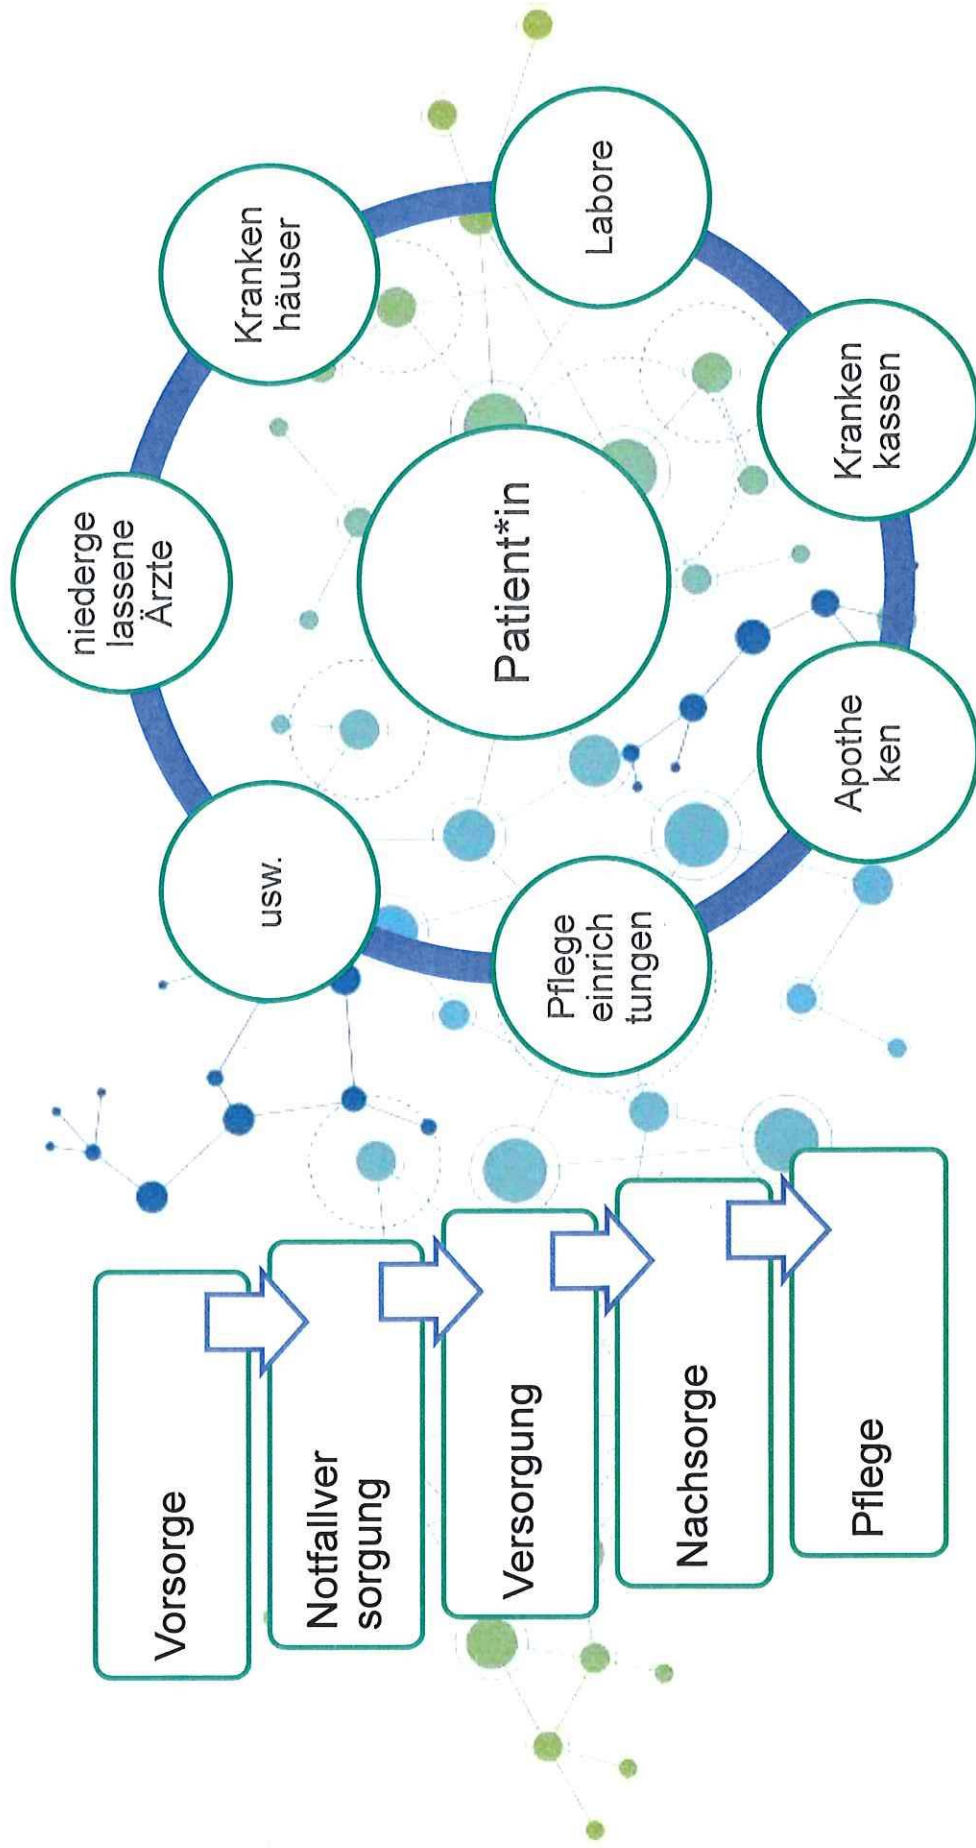 Vorsorge
Notfallver
sorgung
Versorgung
Nachsorge
Pflege
niederge
lassene
Ärzte
Kranken
häuser
Labore
Kranken
kassen
Apothe
ken
Pflege
einrich
tungen
usw.
Patient*in